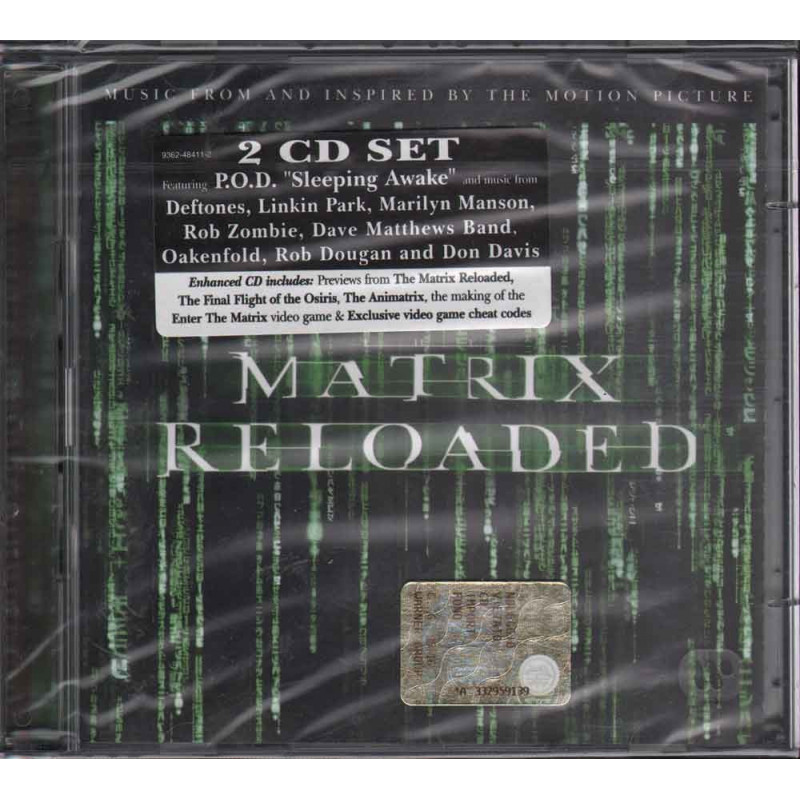 MUSIC FROM AND INSPIRED BY THE MOTION PICTURE
9362-48411-2
2 CD SET
Featuring P.O.D. "Sleeping Awake" and music from
Deftones, Linkin Park, Marilyn Manson,
Rob Zombie, Dave Matthews Band,
Oakenfold, Rob Dougan and Don Davis
Enhanced CD includes: Previews from The Matrix Reloaded,
The Final Flight of the Osiris, The Animatrix, the making of the
Enter The Matrix video game & Exclusive video game cheat codes
MATRIX
RELOADED
332959139